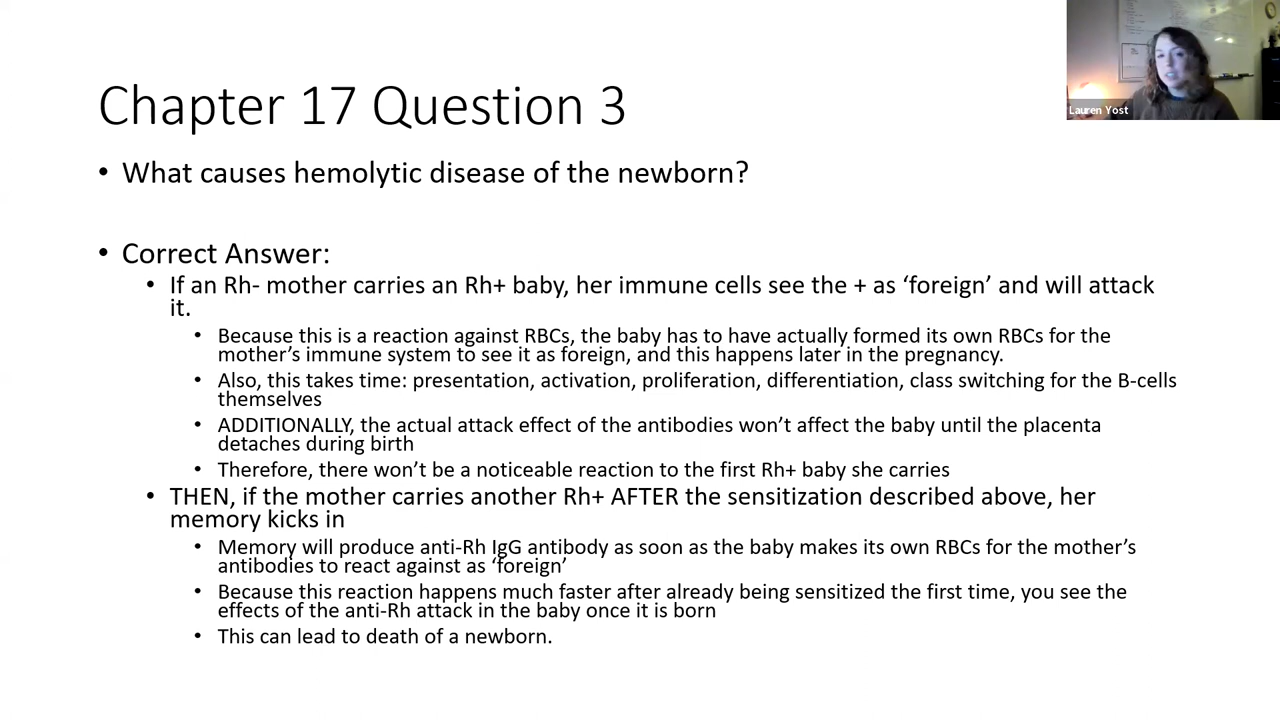 Chapter 17 Question 3
Lauren Yost
• What causes hemolytic disease of the newborn?
• Correct Answer:
• If an Rh- mother carries an Rh+ baby, her immune cells see the + as ‘foreign’ and will attack
it.
• Because this is a reaction against RBCs, the baby has to have actually formed its own RBCs for the
mother’s immune system to see it as foreign, and this happens later in the pregnancy.
• Also, this takes time: presentation, activation, proliferation, differentiation, class switching for the B-cells
themselves
• ADDITIONALLY, the actual attack effect of the antibodies won’t affect the baby until the placenta
detaches during birth
• Therefore, there won’t be a noticeable reaction to the first Rh+ baby she carries
• THEN, if the mother carries another Rh+ AFTER the sensitization described above, her
memory kicks in
• Memory will produce anti-Rh IgG antibody as soon as the baby makes its own RBCs for the mother’s
antibodies to react against as ‘foreign’
• Because this reaction happens much faster after already being sensitized the first time, you see the
effects of the anti-Rh attack in the baby once it is born
• This can lead to death of a newborn.